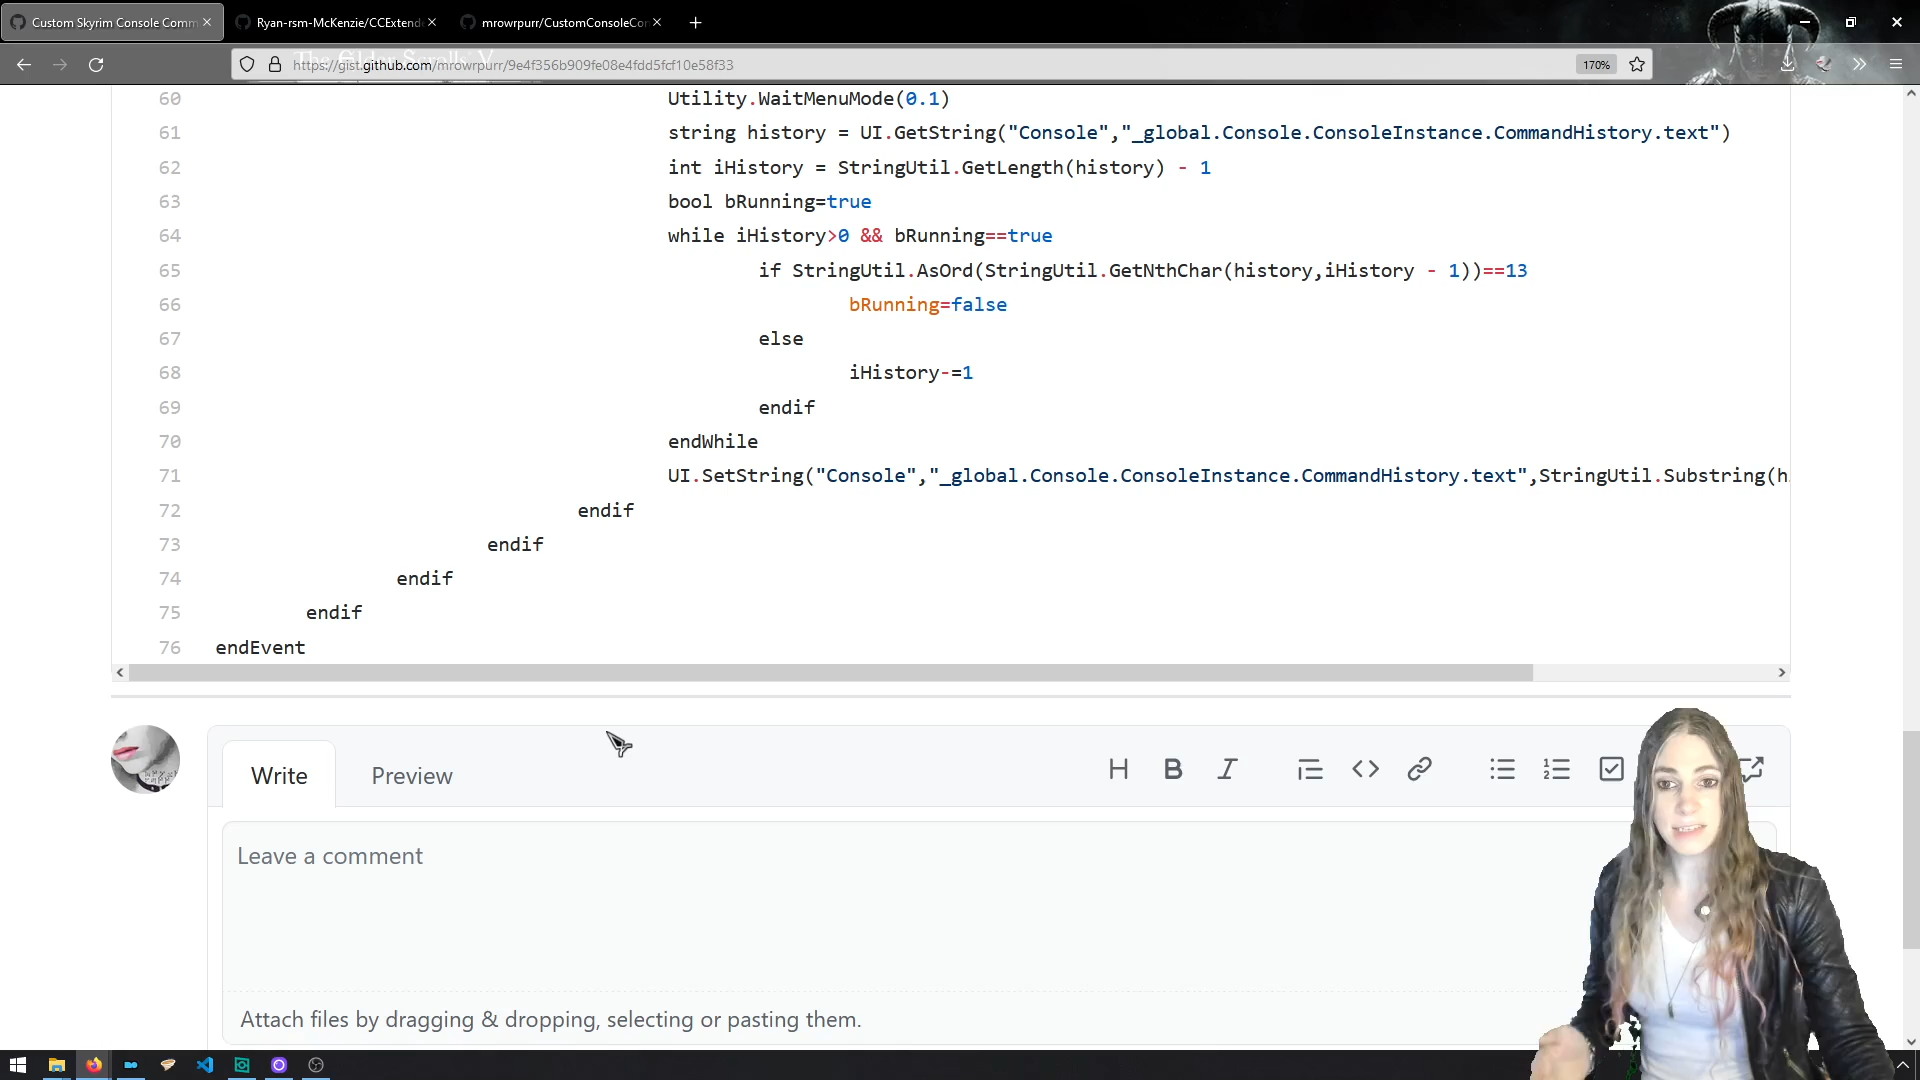 Custom Skyrim Console Comm
Ryan-rsm-McKenzie/CCExtend
mrowrpurr/CustomConsoleCo
https://gist.github.com/mrowrpurr/9e4f356b909fe08e4fdd5fcf10e58f33
170%
60 Utility.WaitMenuMode(0.1)
61 string history = UI.GetString("Console","_global.Console.ConsoleInstance.CommandHistory.text")
62 int iHistory = StringUtil.GetLength(history) - 1
63 bool bRunning=true
64 while iHistory>0 && bRunning==true
65 if StringUtil.AsOrd(StringUtil.GetNthChar(history,iHistory - 1))==13
66 bRunning=false
67 else
68 iHistory-=1
69 endif
70 endWhile
71 UI.SetString("Console","_global.Console.ConsoleInstance.CommandHistory.text",StringUtil.Substring(h
72 endif
73 endif
74 endif
75 endif
76 endEvent
Write
Preview
Leave a comment
Attach files by dragging & dropping, selecting or pasting them.